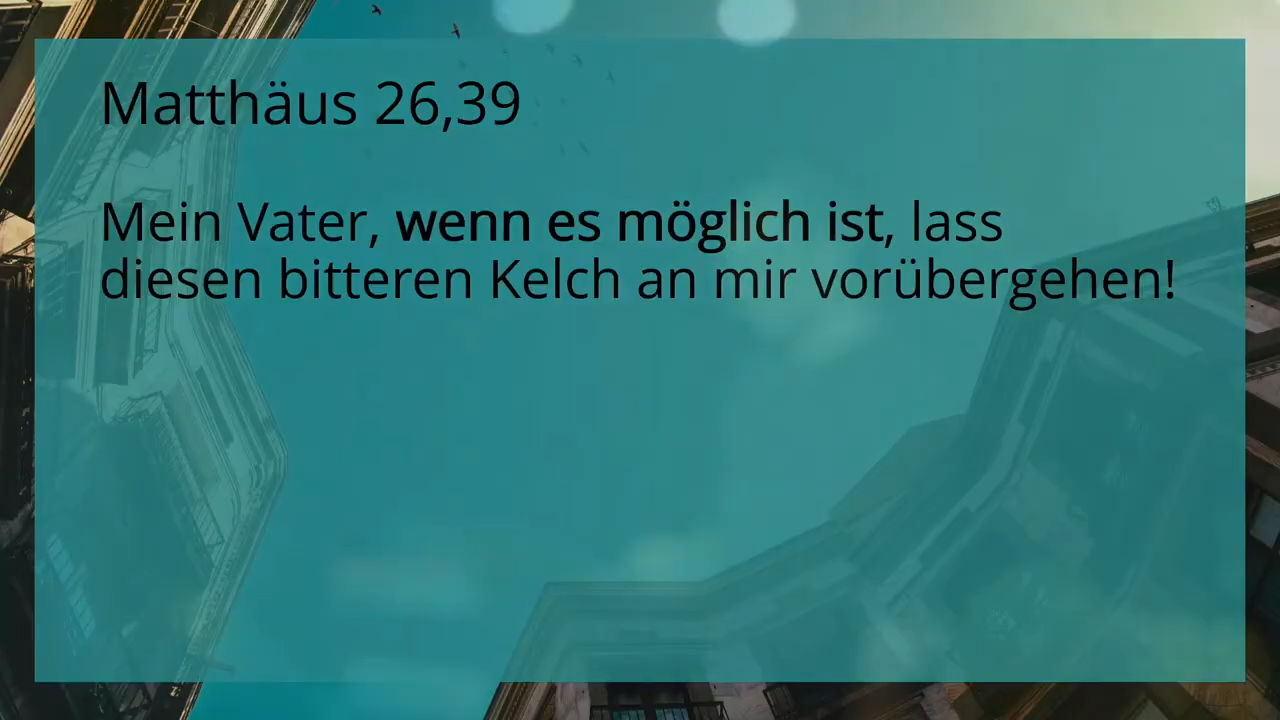 Matthäus 26,39
Mein Vater, wenn es möglich ist, lass
diesen bitteren Kelch an mir vorübergehen!